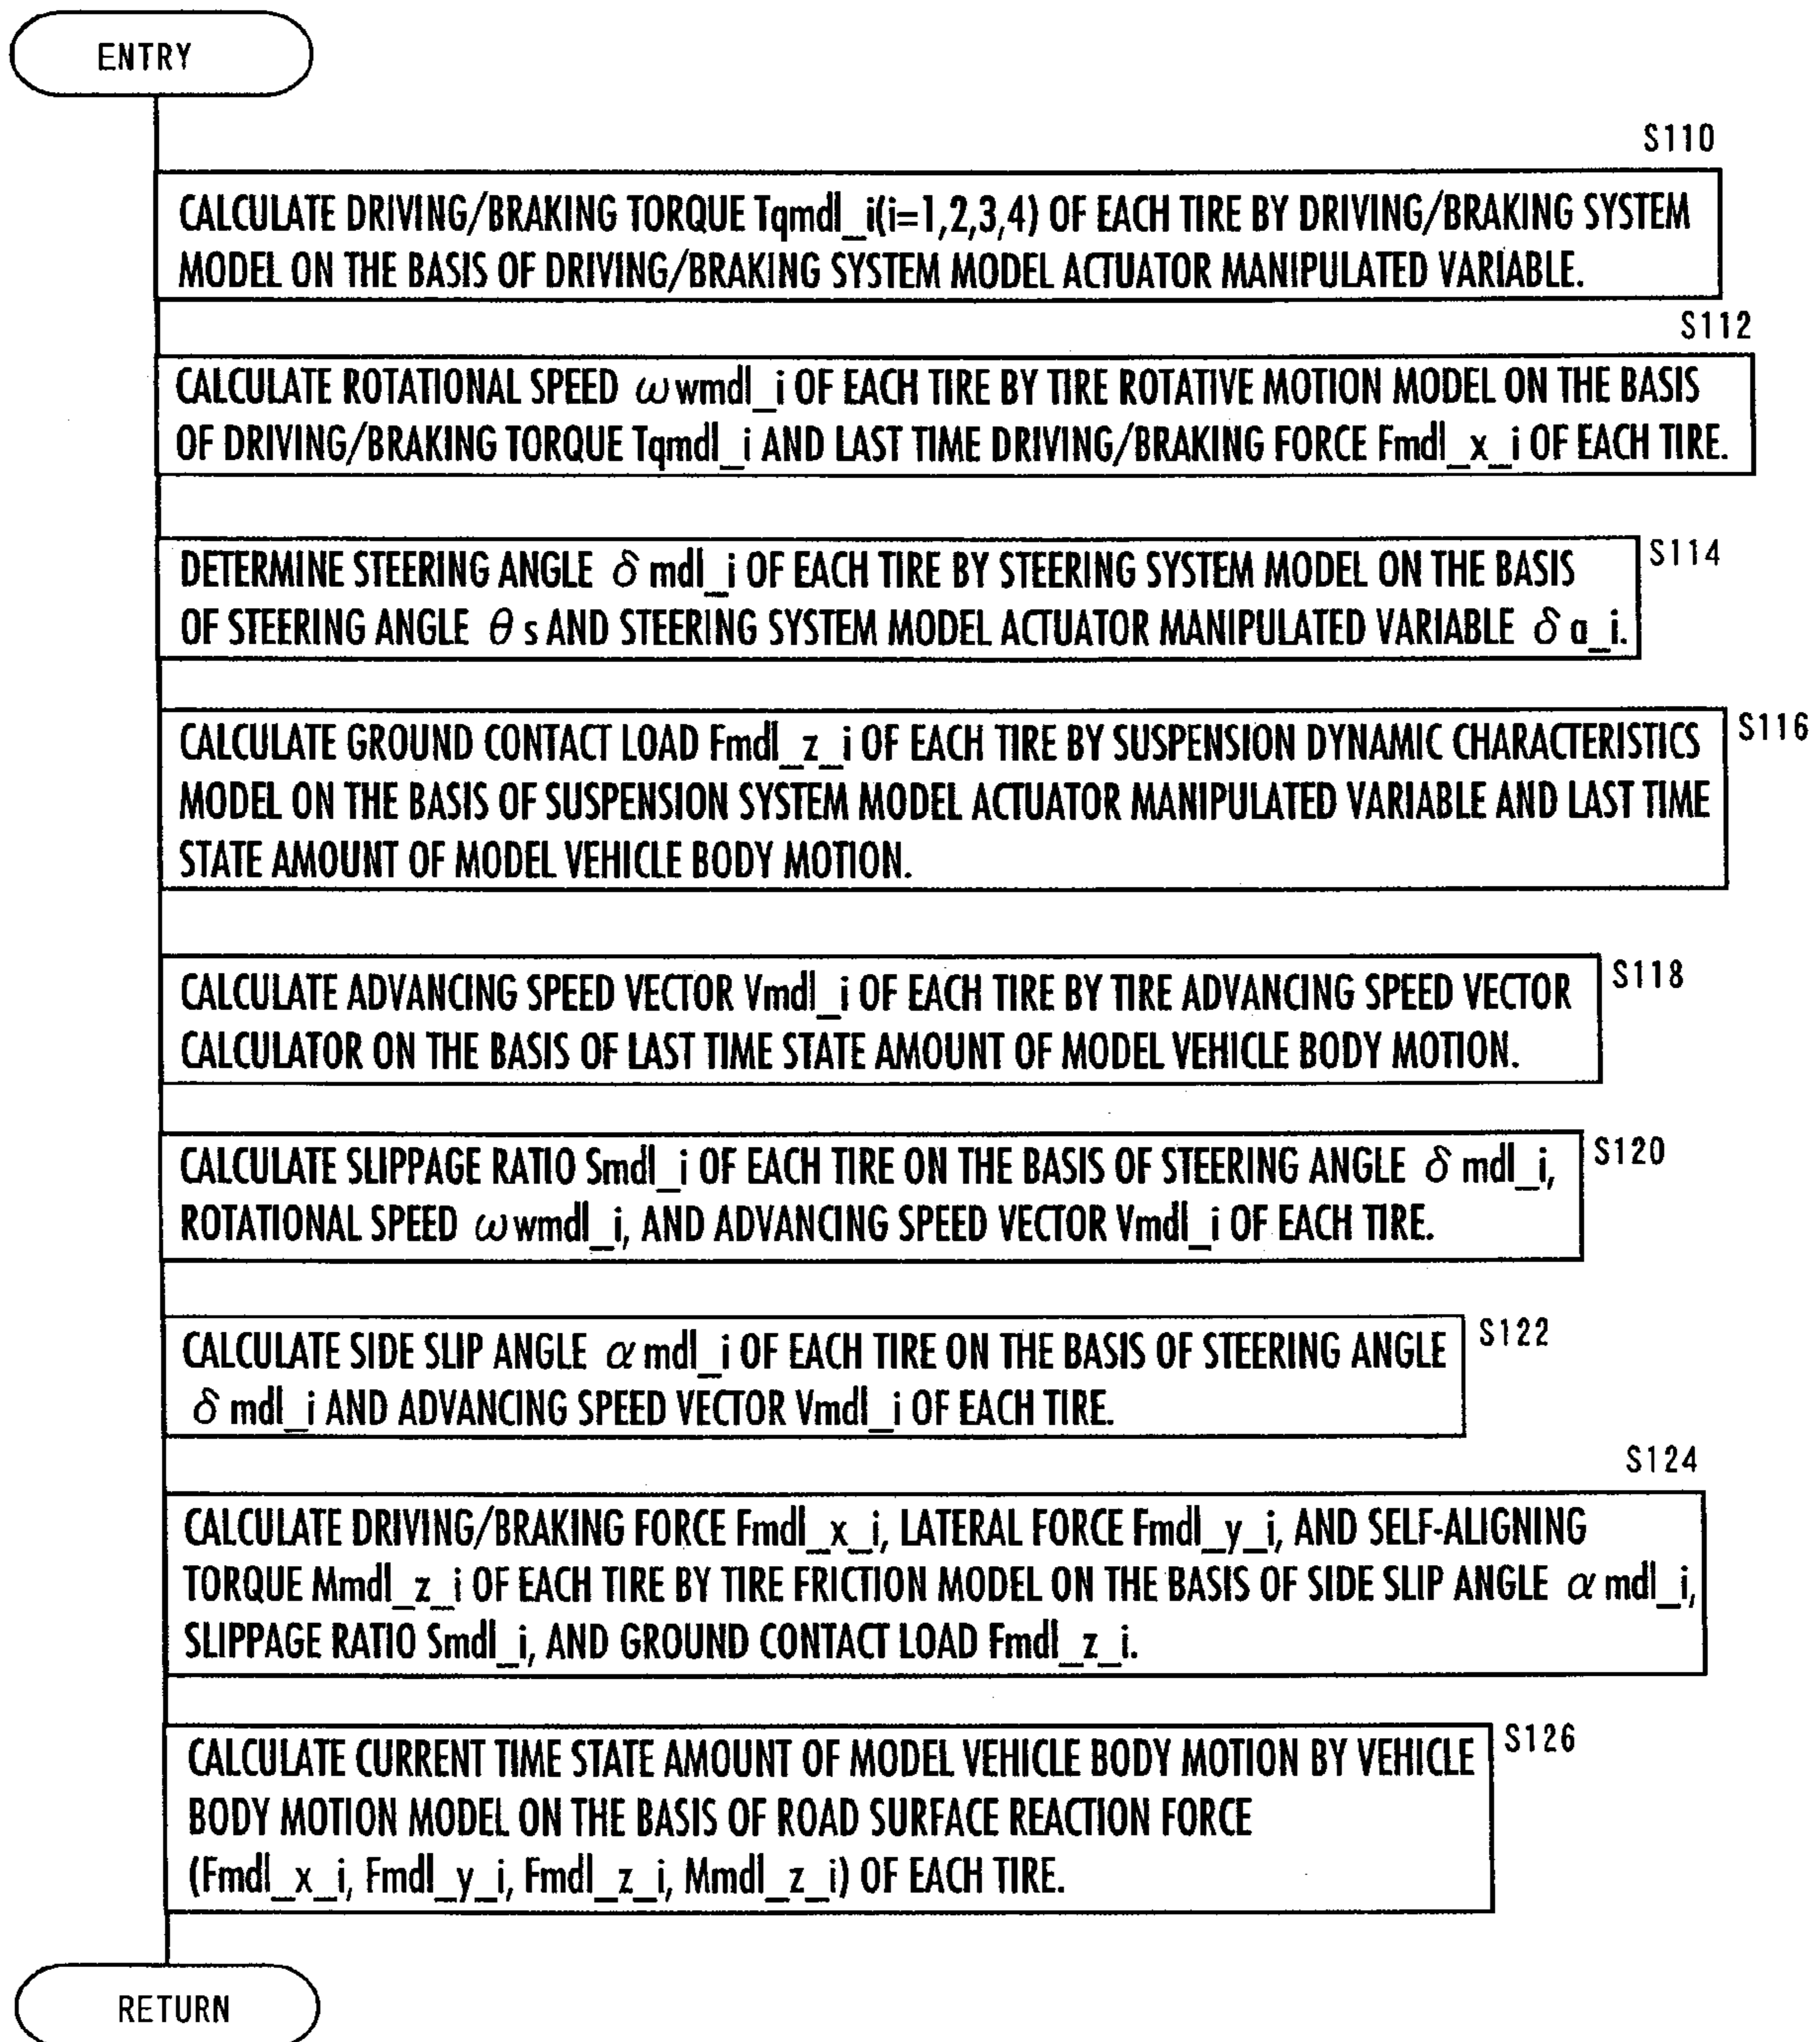 ENTRY
S110
CALCULATE DRIVING/BRAKING TORQUE Tqmdl_i(i=1,2,3,4) OF EACH TIRE BY DRIVING/BRAKING SYSTEM
MODEL ON THE BASIS OF DRIVING/BRAKING SYSTEM MODEL ACTUATOR MANIPULATED VARIABLE.
S112
CALCULATE ROTATIONAL SPEED ωwmdl_i OF EACH TIRE BY TIRE ROTATIVE MOTION MODEL ON THE BASIS
OF DRIVING/BRAKING TORQUE Tqmdl_i AND LAST TIME DRIVING/BRAKING FORCE Fmdl_x_i OF EACH TIRE.
S114
DETERMINE STEERING ANGLE δ mdl_i OF EACH TIRE BY STEERING SYSTEM MODEL ON THE BASIS
OF STEERING ANGLE θ s AND STEERING SYSTEM MODEL ACTUATOR MANIPULATED VARIABLE δ a_i.
S116
CALCULATE GROUND CONTACT LOAD Fmdl_z_i OF EACH TIRE BY SUSPENSION DYNAMIC CHARACTERISTICS
MODEL ON THE BASIS OF SUSPENSION SYSTEM MODEL ACTUATOR MANIPULATED VARIABLE AND LAST TIME
STATE AMOUNT OF MODEL VEHICLE BODY MOTION.
S118
CALCULATE ADVANCING SPEED VECTOR Vmdl_i OF EACH TIRE BY TIRE ADVANCING SPEED VECTOR
CALCULATOR ON THE BASIS OF LAST TIME STATE AMOUNT OF MODEL VEHICLE BODY MOTION.
S120
CALCULATE SLIPPAGE RATIO Smdl_i OF EACH TIRE ON THE BASIS OF STEERING ANGLE δ mdl_i,
ROTATIONAL SPEED ωwmdl_i, AND ADVANCING SPEED VECTOR Vmdl_i OF EACH TIRE.
S122
CALCULATE SIDE SLIP ANGLE α mdl_i OF EACH TIRE ON THE BASIS OF STEERING ANGLE
δ mdl_i AND ADVANCING SPEED VECTOR Vmdl_i OF EACH TIRE.
S124
CALCULATE DRIVING/BRAKING FORCE Fmdl_x_i, LATERAL FORCE Fmdl_y_i, AND SELF-ALIGNING
TORQUE Mmdl_z_i OF EACH TIRE BY TIRE FRICTION MODEL ON THE BASIS OF SIDE SLIP ANGLE α mdl_i,
SLIPPAGE RATIO Smdl_i, AND GROUND CONTACT LOAD Fmdl_z_i.
S126
CALCULATE CURRENT TIME STATE AMOUNT OF MODEL VEHICLE BODY MOTION BY VEHICLE
BODY MOTION MODEL ON THE BASIS OF ROAD SURFACE REACTION FORCE
(Fmdl_x_i, Fmdl_y_i, Fmdl_z_i, Mmdl_z_i) OF EACH TIRE.
RETURN